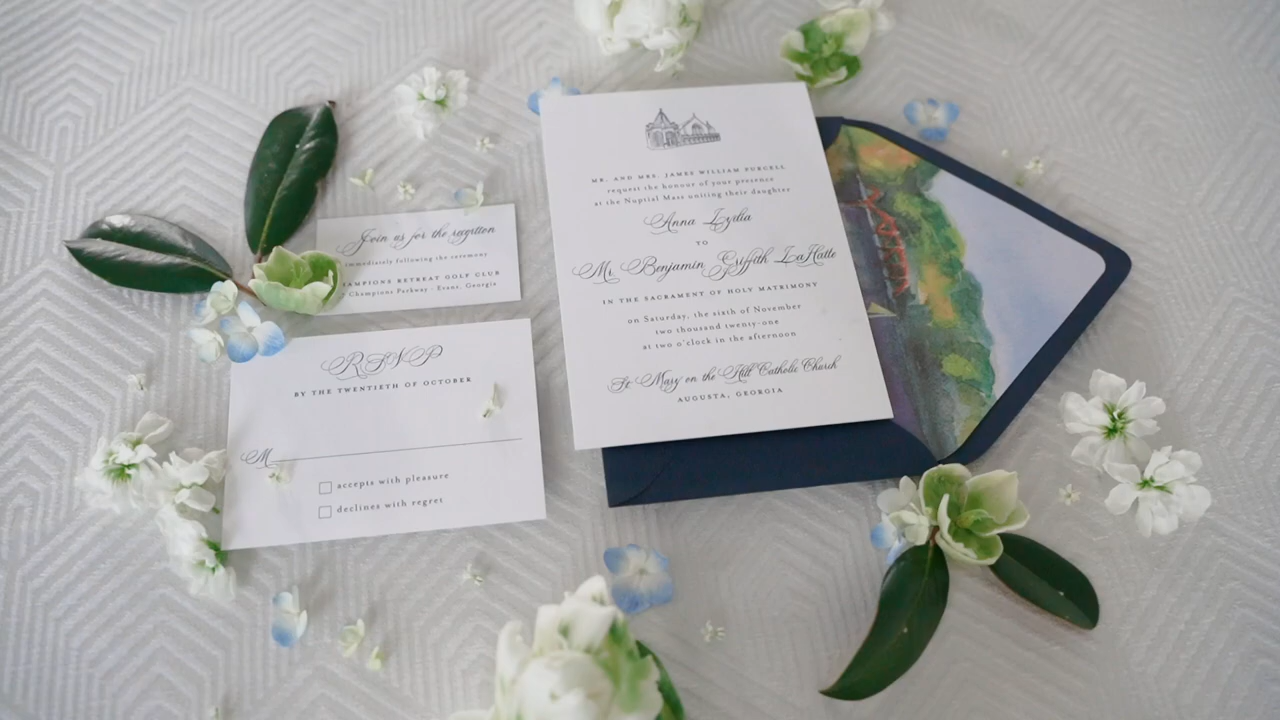 MR. AND MRS. JAMES WILLIAM PURCELL
request the honour of your presence
at the Nuptial Mass uniting their daughter
Anna Lydia
TO
Mr. Benjamin Griffith LaHatte
IN THE SACRAMENT OF HOLY MATRIMONY
on Saturday, the sixth of November
two thousand twenty-one
at two o'clock in the afternoon
St. Mary on the Hill Catholic Church
AUGUSTA, GEORGIA
Join us for the reception
immediately following the ceremony
CHAMPIONS RETREAT GOLF CLUB
Champions Parkway · Evans, Georgia
RSVP
BY THE TWENTIETH OF OCTOBER
M
accepts with pleasure
declines with regret